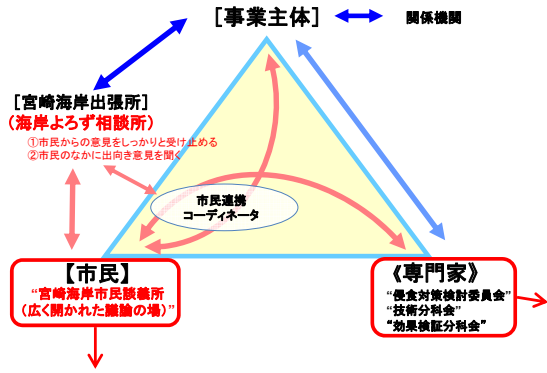 ［事業主体］
関係機関
［宮崎海岸出張所］
（海岸よろず相談所）
①市民からの意見をしっかりと受け止める
②市民のなかに出向き意見を聞く
市民連携
コーディネータ
【市民】
“宮崎海岸市民談義所
（広く開かれた議論の場）”
《専門家》
“侵食対策検討委員会”
“技術分科会”
“効果検証分科会”